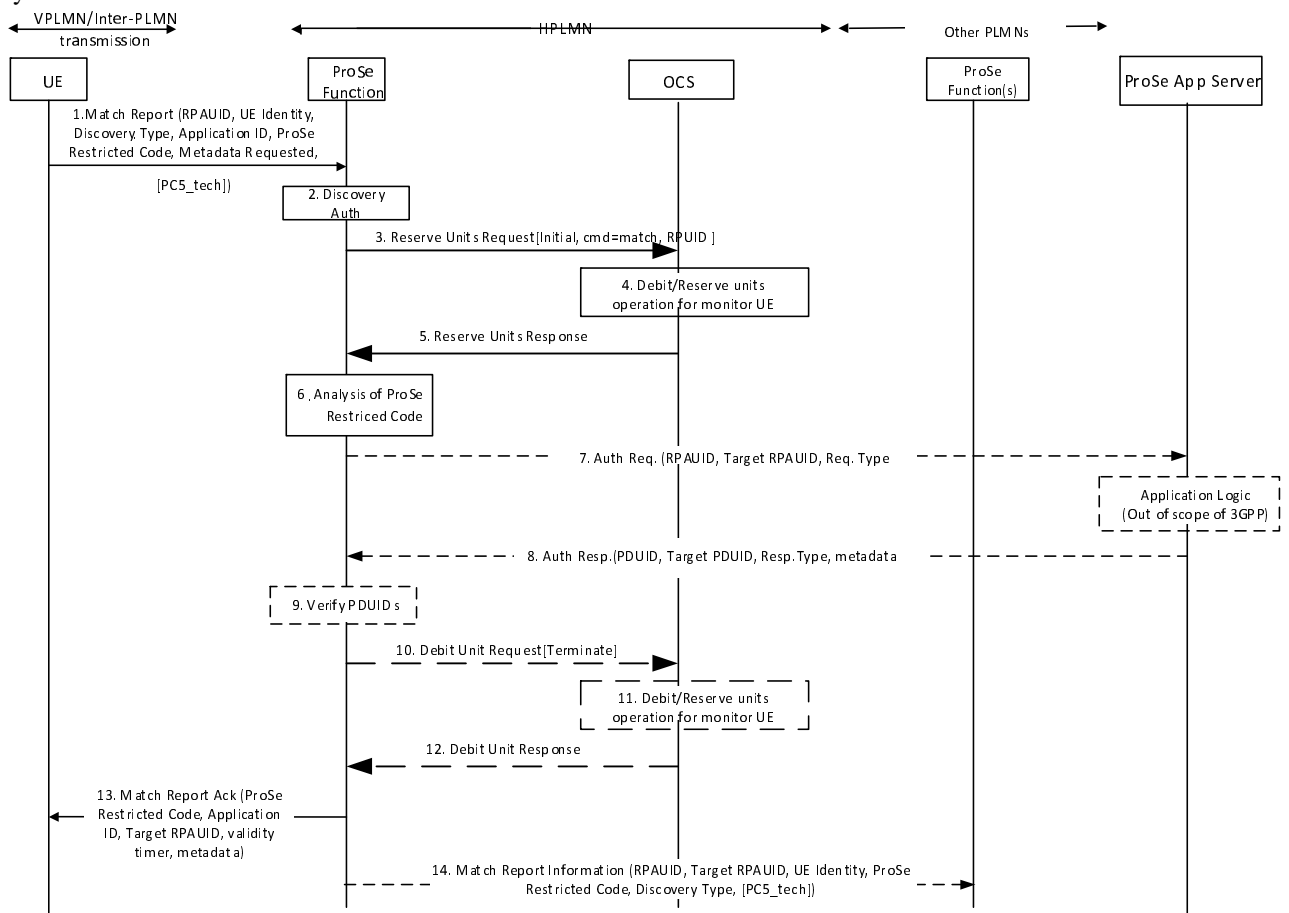 VPLMN/Inter-PLMN
transmission
HPLMN
Other PLMNs
UE
ProSe
Function
OCS
ProSe
Function(s)
ProSe App Server
1.Match Report (RPAUID, UE Identity,
Discovery Type, Application ID, ProSe
Restricted Code, Metadata Requested,
[PC5_tech])
2. Discovery
Auth
3. Reserve Units Request[Initial, cmd=match, RPUID ]
4. Debit/Reserve units
operation for monitor UE
5. Reserve Units Response
6 . Analysis of ProSe
Restriced Code
7. Auth Req. (RPAUID, Target RPAUID, Req. Type
Application Logic
(Out of scope of 3GPP)
8. Auth Resp.(PDUID, Target PDUID, Resp.Type, metadata
9. Verify PDUIDs
10. Debit Unit Request[Terminate]
11. Debit/Reserve units
operation for monitor UE
12. Debit Unit Response
13. Match Report Ack (ProSe
Restricted Code, Application
ID, Target RPAUID, validity
timer, metadata)
14. Match Report Information (RPAUID, Target RPAUID, UE Identity, ProSe
Restricted Code, Discovery Type, [PC5_tech])